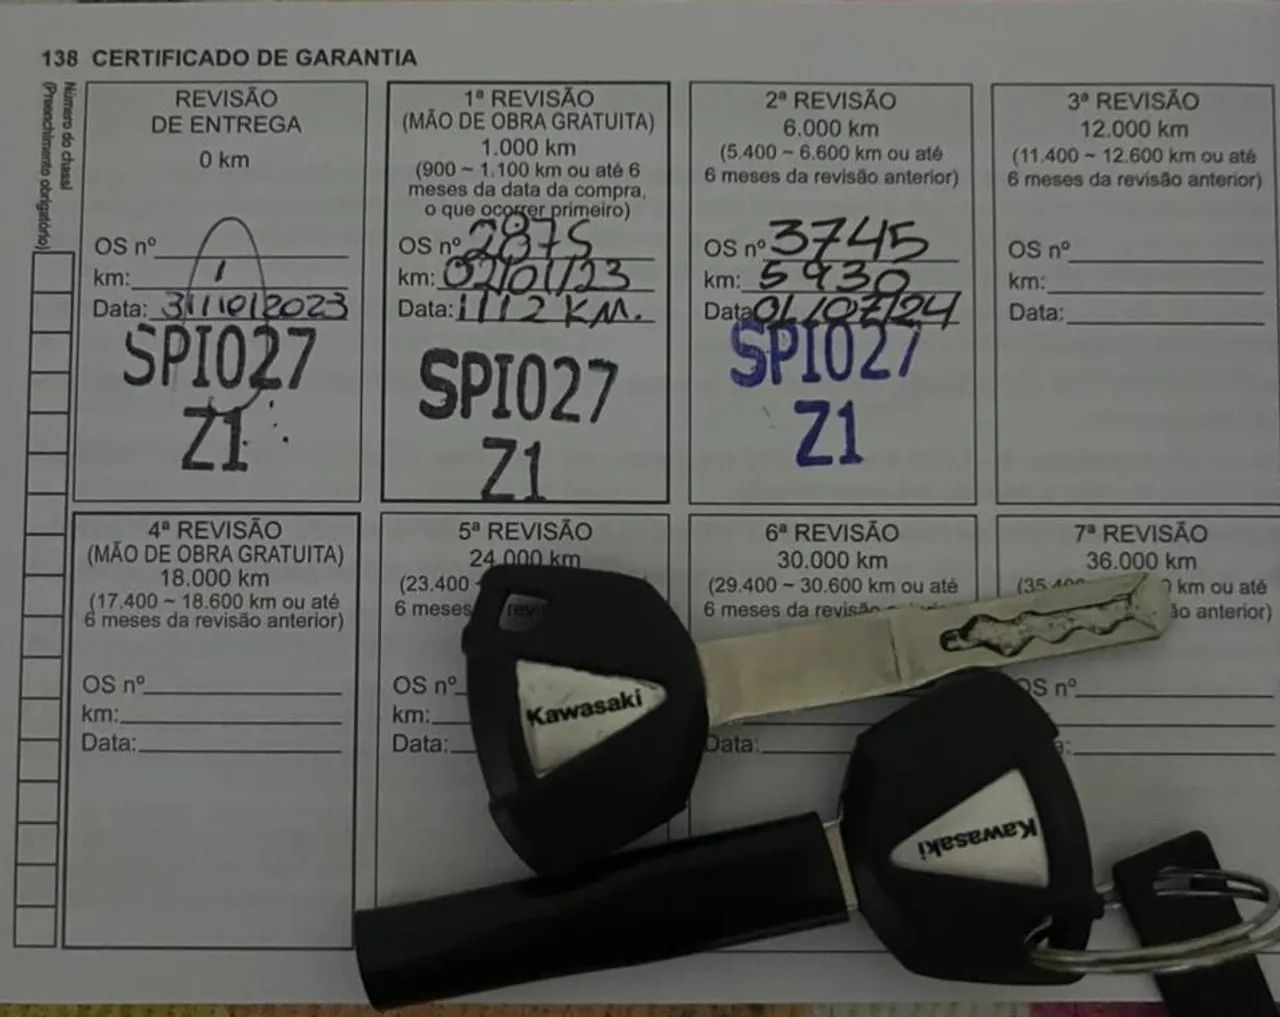 138 CERTIFICADO DE GARANTIA
Número do chassi
(Preenchimento obrigatório)
REVISÃO
DE ENTREGA
0 km
OS nº
km: 1
Data: 31/10/2023
SPI027
Z1
1ª REVISÃO
(MÃO DE OBRA GRATUITA)
1.000 km
(900 ~ 1.100 km ou até 6
meses da data da compra,
o que ocorrer primeiro)
OS nº 2875
km: 02/01/23
Data: 1112 KM.
SPI027
Z1
2ª REVISÃO
6.000 km
(5.400 ~ 6.600 km ou até
6 meses da revisão anterior)
OS nº 3745
km: 5930
Data 01/07/24
SPI027
Z1
3ª REVISÃO
12.000 km
(11.400 ~ 12.600 km ou até
6 meses da revisão anterior)
OS nº
km:
Data:
4ª REVISÃO
(MÃO DE OBRA GRATUITA)
18.000 km
(17.400 ~ 18.600 km ou até
6 meses da revisão anterior)
OS nº
km:
Data:
5ª REVISÃO
24.000 km
(23.400
6 meses
OS nº
km:
Data:
6ª REVISÃO
30.000 km
(29.400 ~ 30.600 km ou até
6 meses da revisão
Data:
7ª REVISÃO
36.000 km
km ou até
anterior)
OS nº
Kawasaki
Kawasaki